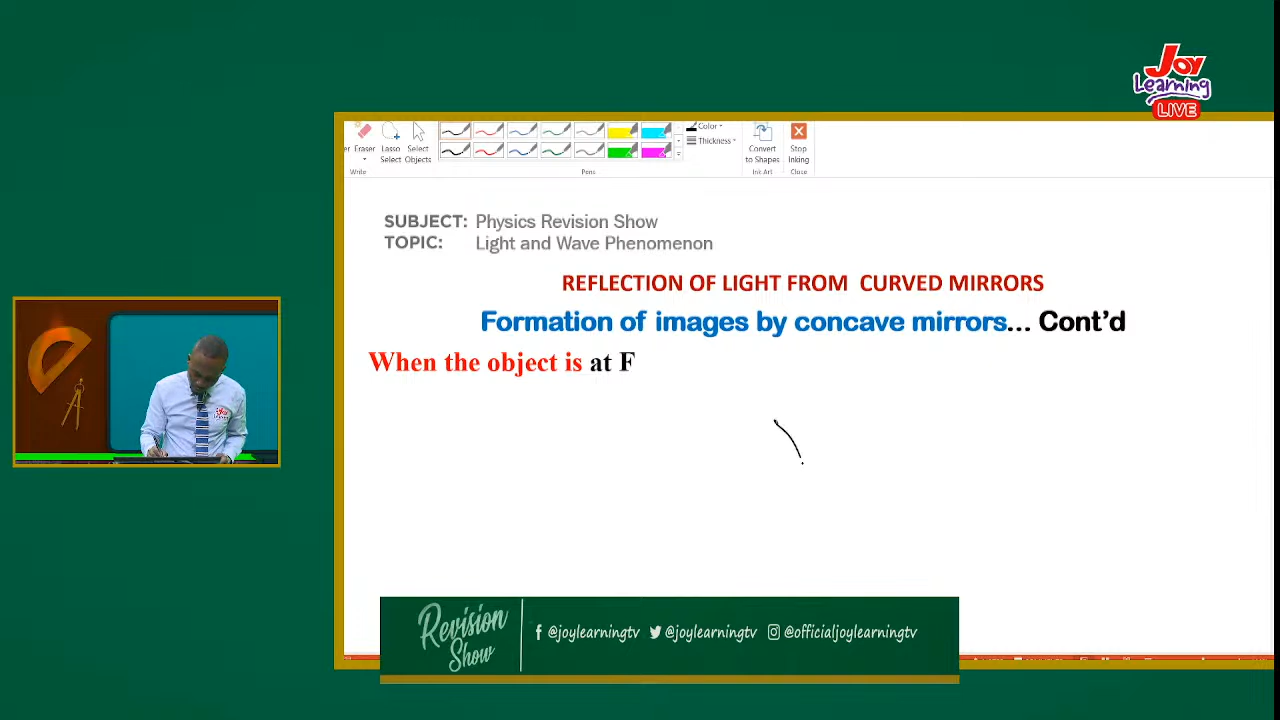 Joy
Learning
LIVE
Eraser
Lasso
Select
Select
Objects
Color
Thickness
Convert
to Shapes
Stop
Inking
Write
Pens
Ink Art
Close
SUBJECT: Physics Revision Show
TOPIC: Light and Wave Phenomenon
REFLECTION OF LIGHT FROM CURVED MIRRORS
Formation of images by concave mirrors... Cont'd
When the object is at F
Revision
Show
@joylearningtv @joylearningtv @officialjoylearningtv